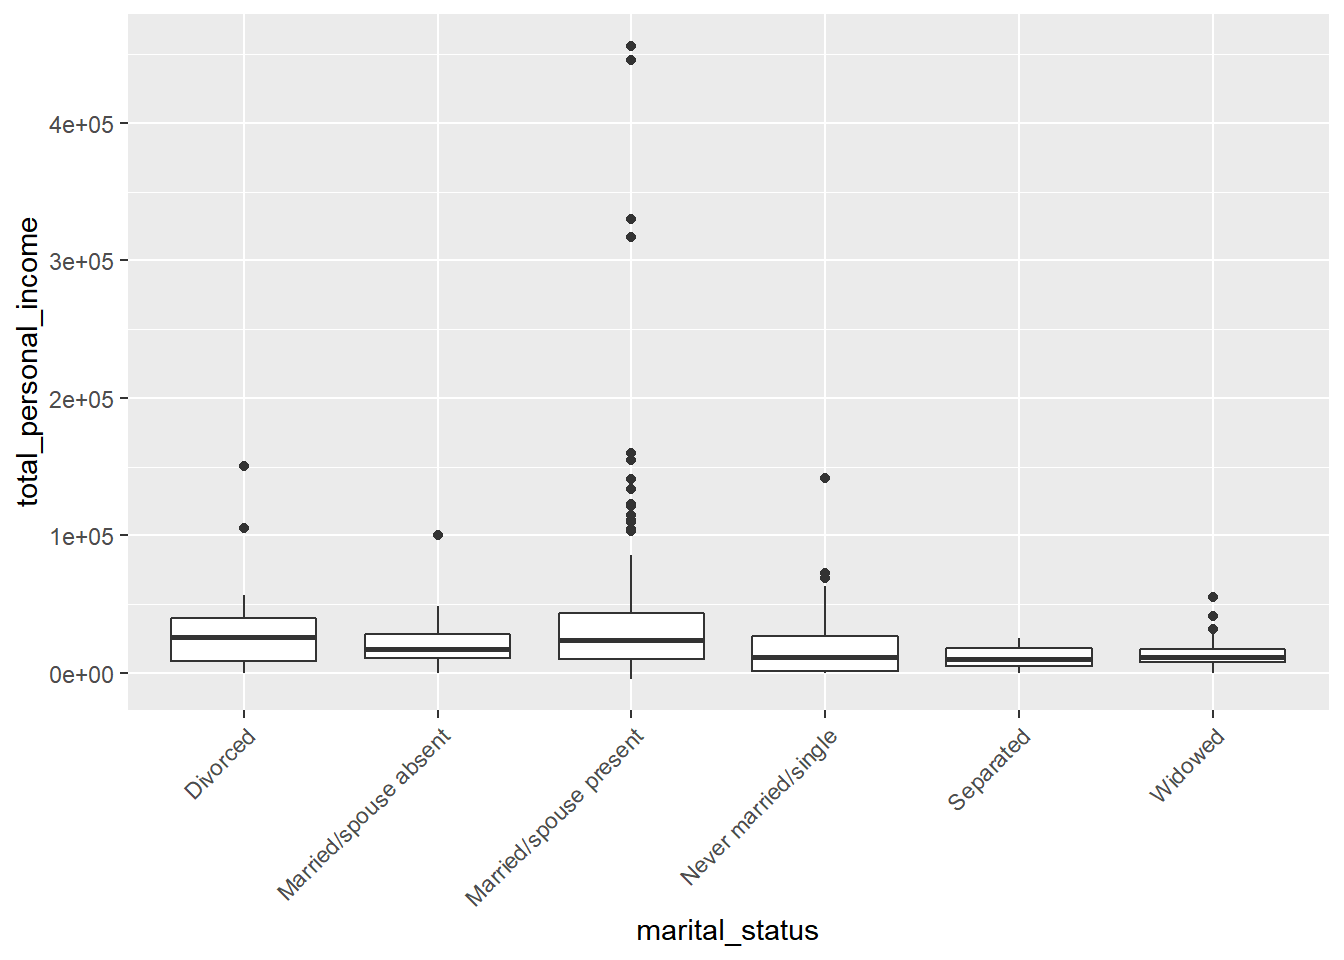 total_personal_income
4e+05
3e+05
2e+05
1e+05
0e+00
Divorced
Married/spouse absent
Married/spouse present
Never married/single
Separated
Widowed
marital_status